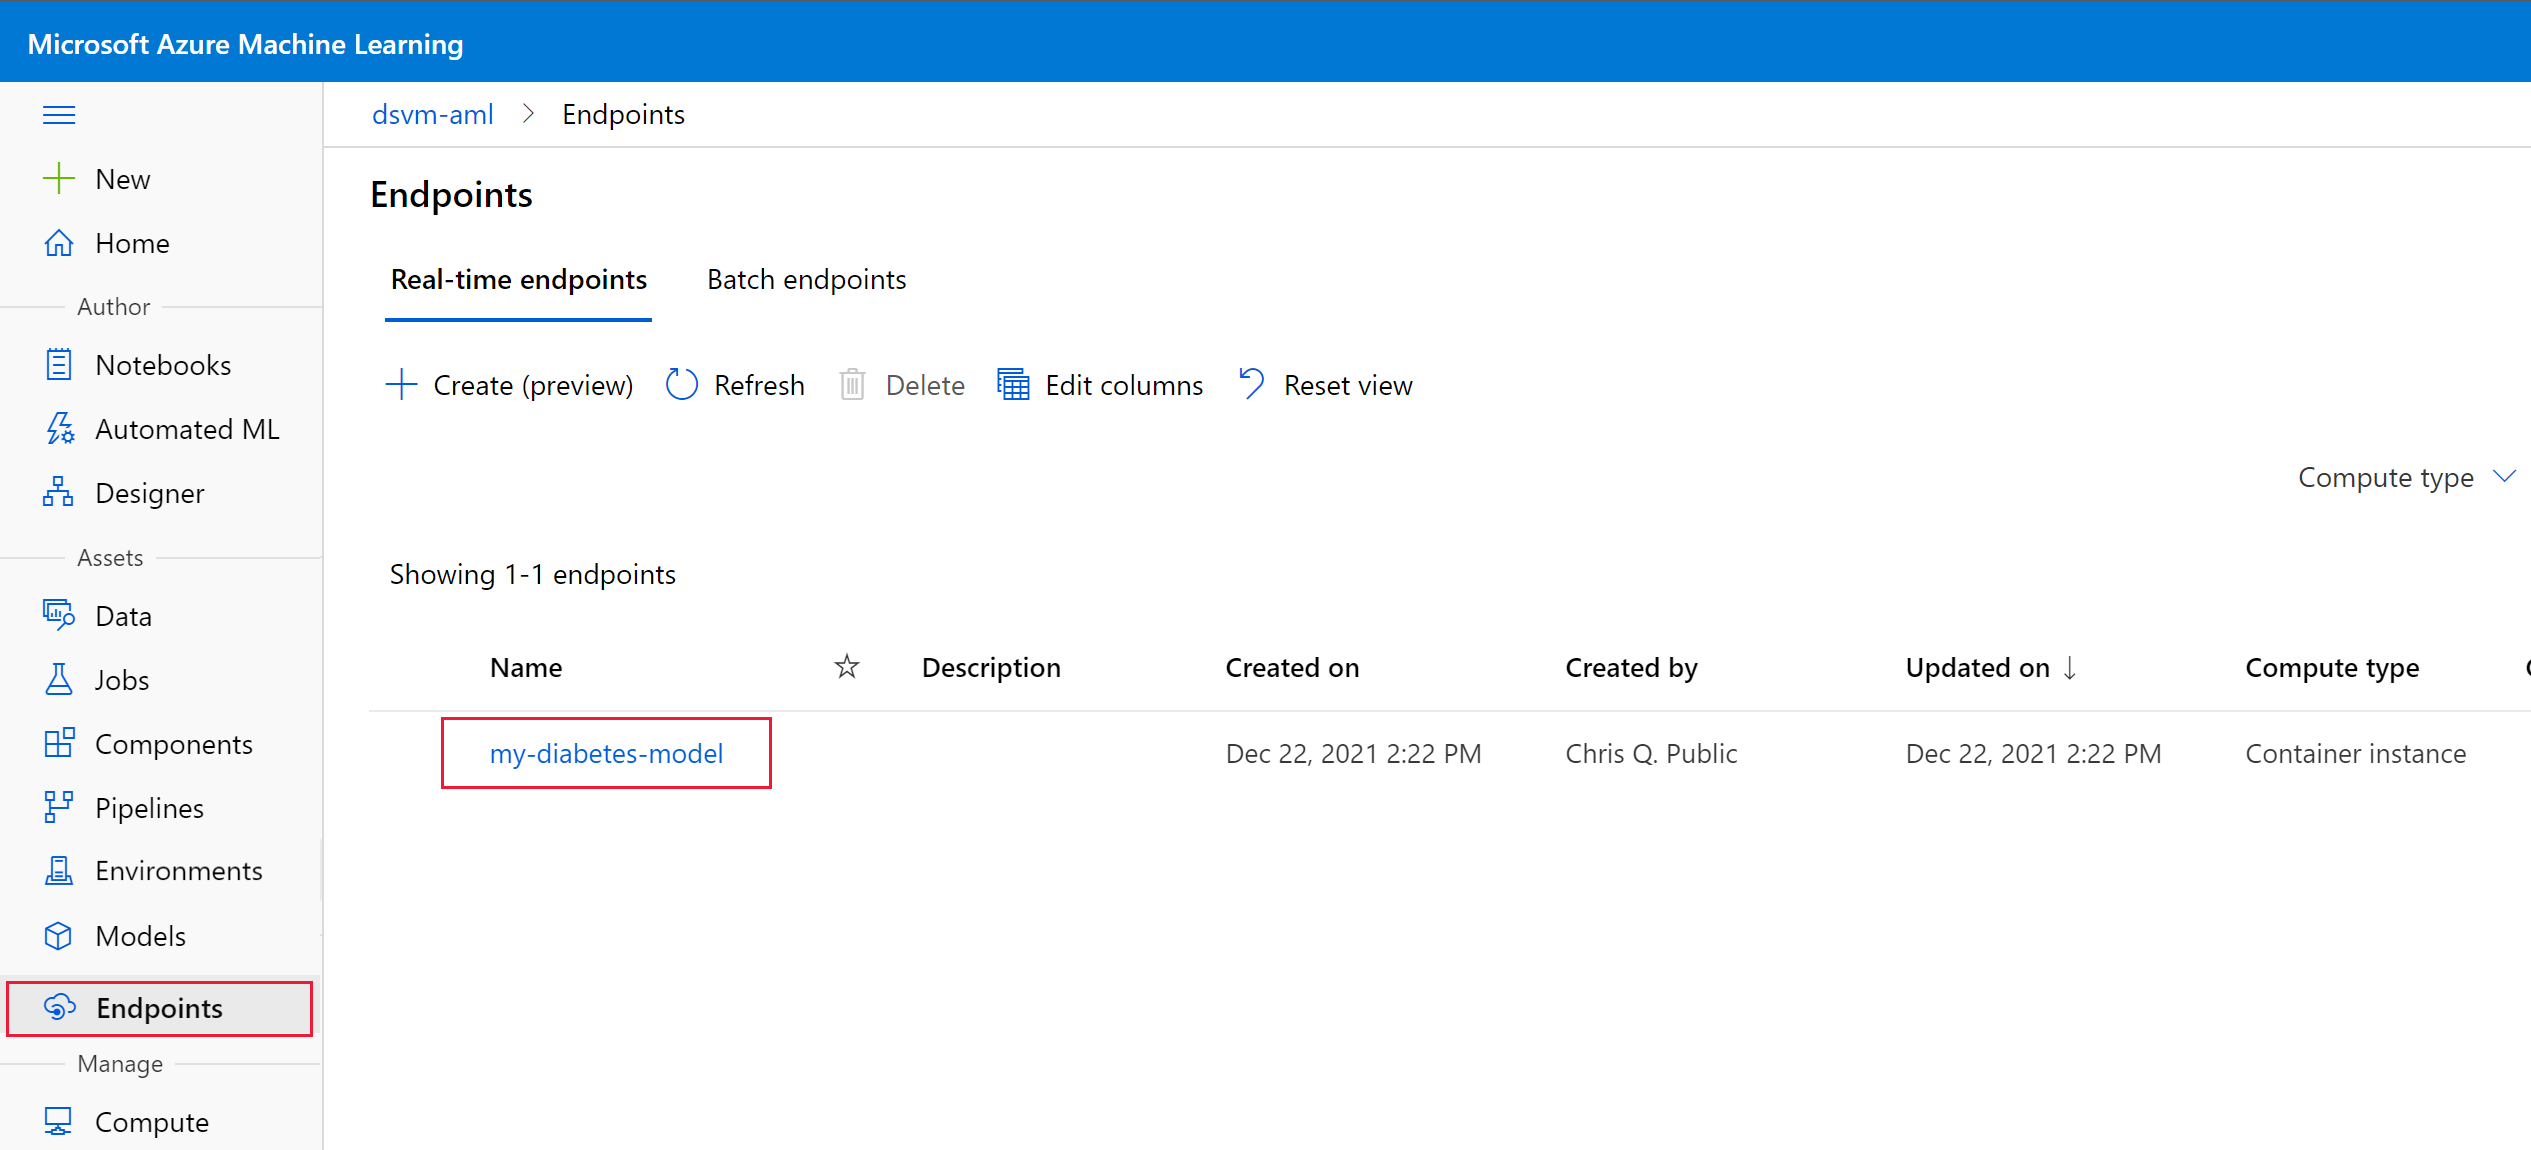 Microsoft Azure Machine Learning
dsvm-aml > Endpoints
New
Home
Author
Notebooks
Automated ML
Designer
Assets
Data
Jobs
Components
Pipelines
Environments
Models
Endpoints
Manage
Compute
Endpoints
Real-time endpoints Batch endpoints
Create (preview) Refresh Delete Edit columns Reset view
Compute type
Showing 1-1 endpoints
Name Description Created on Created by Updated on ↓ Compute type
my-diabetes-model Dec 22, 2021 2:22 PM Chris Q. Public Dec 22, 2021 2:22 PM Container instance